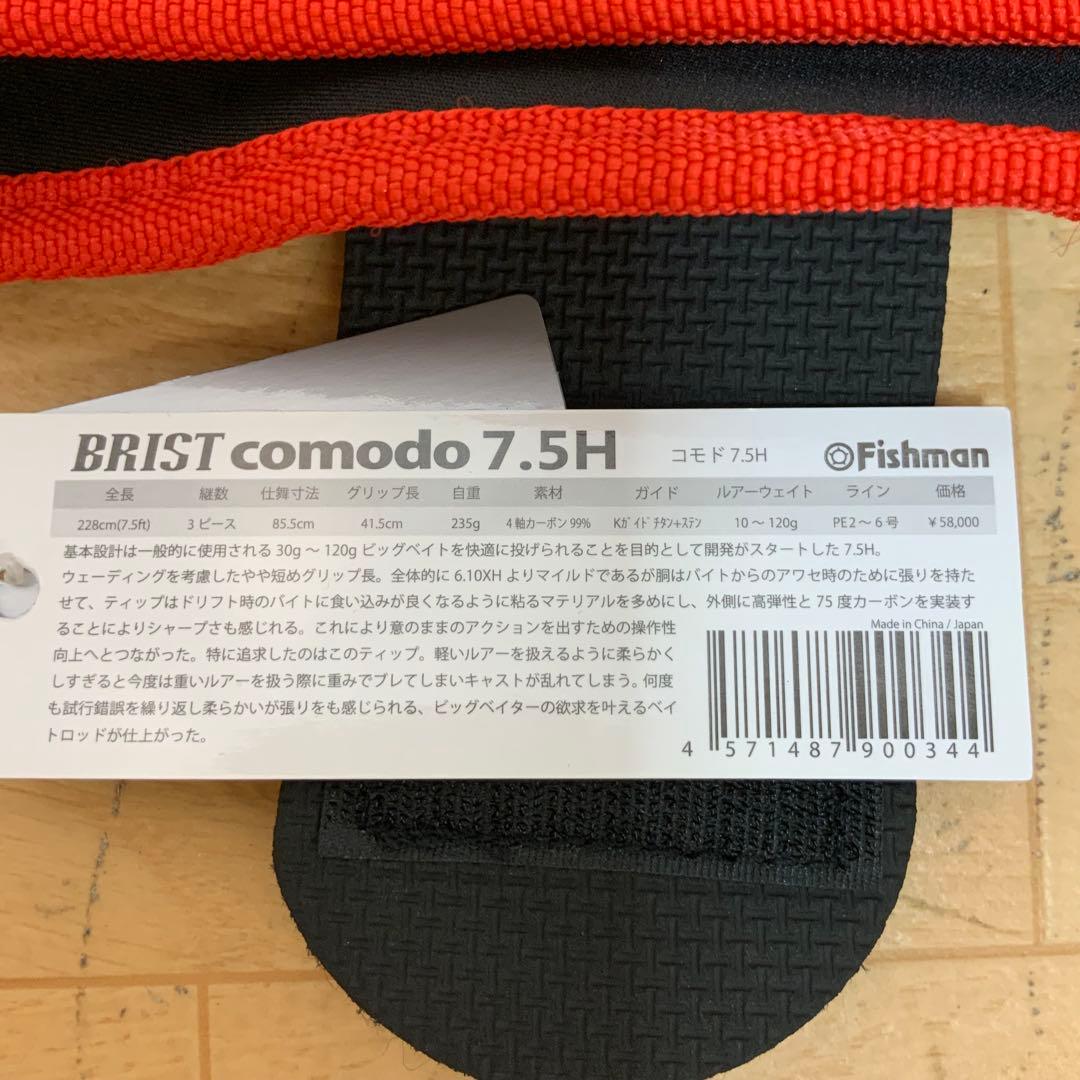 BRIST comodo 7.5H コモド 7.5H Fishman
全長 継数 仕舞寸法 グリップ長 自重 素材 ガイド ルアーウェイト ライン 価格
228cm(7.5ft) 3 ピース 85.5cm 41.5cm 235g 4 軸カーボン 99% Kｶﾞｲﾄﾞ ﾁﾀﾝ+ｽﾃﾝ 10 〜 120g PE2 〜 6 号 ¥58,000
基本設計は一般的に使用される 30g 〜 120g ビッグベイトを快適に投げられることを目的として開発がスタートした 7.5H。
ウェーディングを考慮したやや短めグリップ長。全体的に 6.10XH よりマイルドであるが胴はバイトからのアワセ時のために張りを持た
せて、ティップはドリフト時のバイトに食い込みが良くなるように粘るマテリアルを多めにし、外側に高弾性と 75 度カーボンを実装す
ることによりシャープさも感じれる。これにより意のままのアクションを出すための操作性
Made in China / Japan
向上へとつながった。特に追求したのはこのティップ。軽いルアーを扱えるように柔らかく
しすぎると今度は重いルアーを扱う際に重みでブレてしまいキャストが乱れてしまう。何度
も試行錯誤を繰り返し柔らかいが張りをも感じられる、ビッグベイターの欲求を叶えるベイ
トロッドが仕上がった。
4 571487 900344